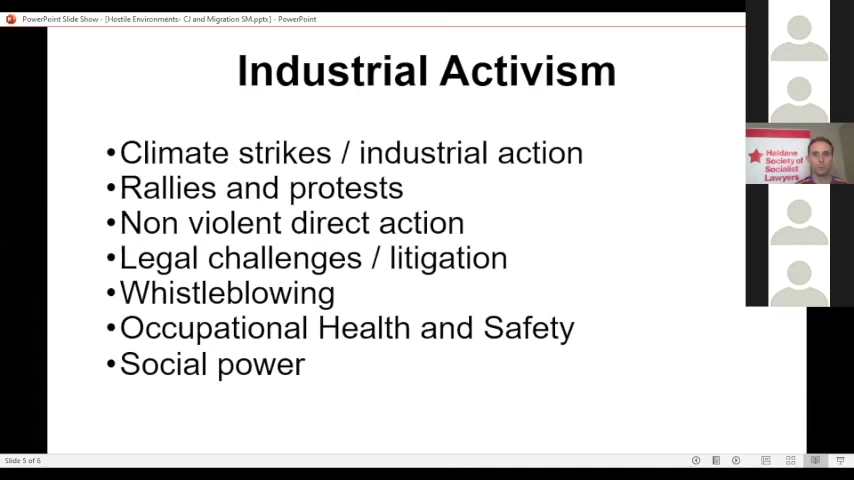 PowerPoint Slide Show - [Hostile Environments- CJ and Migration SM.pptx] - PowerPoint
Industrial Activism
•Climate strikes / industrial action
•Rallies and protests
•Non violent direct action
•Legal challenges / litigation
•Whistleblowing
•Occupational Health and Safety
•Social power
Haldane
Society of
Socialist
Lawyers
Slide 5 of 6